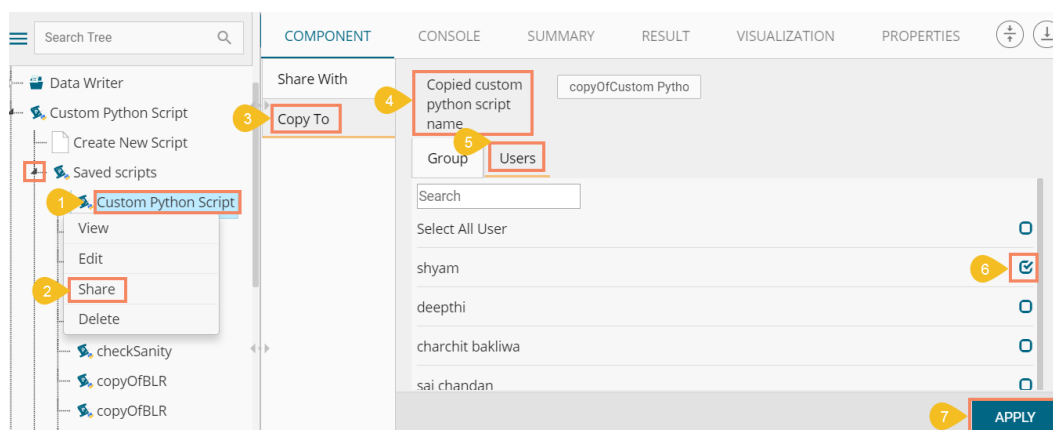 Search Tree
Data Writer
Custom Python Script
Create New Script
Saved scripts
1
Custom Python Script
View
Edit
2
Share
Delete
checkSanity
copyOfBLR
copyOfBLR
COMPONENT
CONSOLE
SUMMARY
RESULT
VISUALIZATION
PROPERTIES
Share With
3
Copy To
4
Copied custom
python script
name
copyOfCustom Pytho
5
Group
Users
Search
Select All User
shyam
6
deepthi
charchit bakliwa
sai chandan
7
APPLY